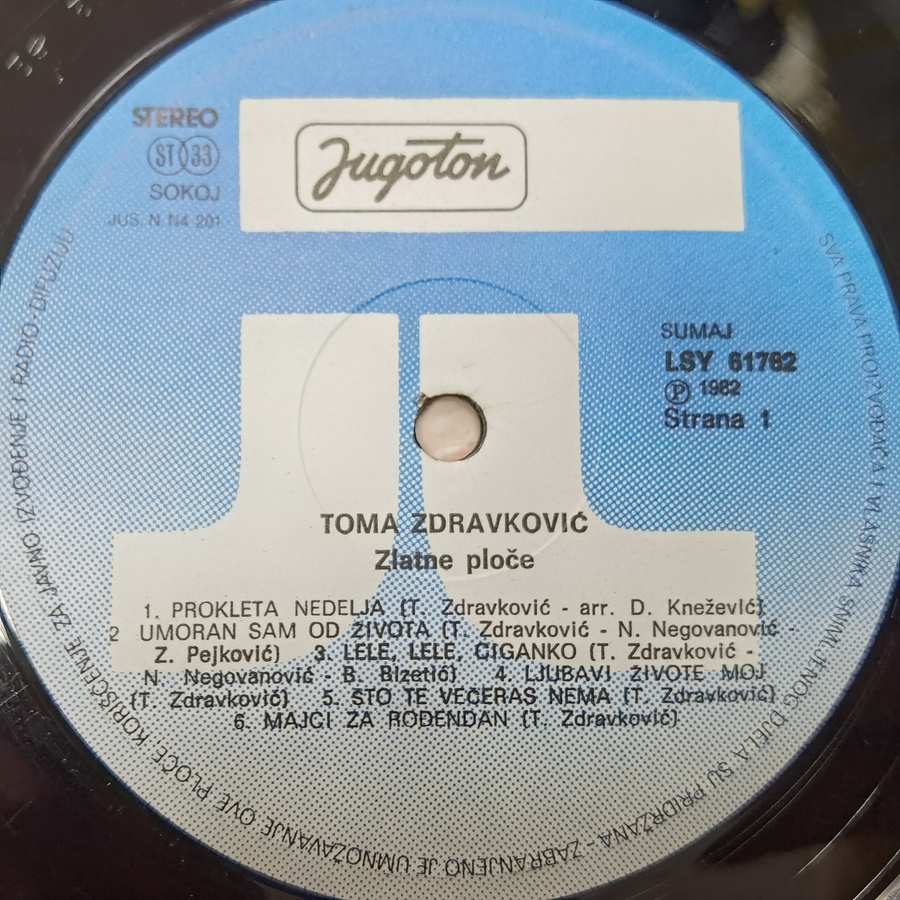 STEREO
ST 33
SOKOJ
JUS. N N4 201
Jugoton
SUMAJ
LSY 61762
℗ 1982
Strana 1
TOMA ZDRAVKOVIĆ
Zlatne ploče
1. PROKLETA NEDELJA (T. Zdravković - arr. D. Knežević)
2 UMORAN SAM OD ŽIVOTA (T. Zdravković - N. Negovanović -
Z. Pejković) 3. LELE, LELE, CIGANKO (T. Zdravković -
N Negovanović - B. Bizetić) 4. LJUBAVI ŽIVOTE MOJ
(T. Zdravković) 5. ŠTO TE VEČERAS NEMA (T. Zdravković)
6. MAJCI ZA ROĐENDAN (T. Zdravković)
SVA PRAVA PROIZVOĐAČA I VLASNIKA SNIMLJENOG DJELA SU PRIDRŽANA - ZABRANJENO JE UMNOŽAVANJE OVE PLOČE KORIŠĆENJE ZA JAVNO IZVOĐENJE I RADIO-DIFUZIJU